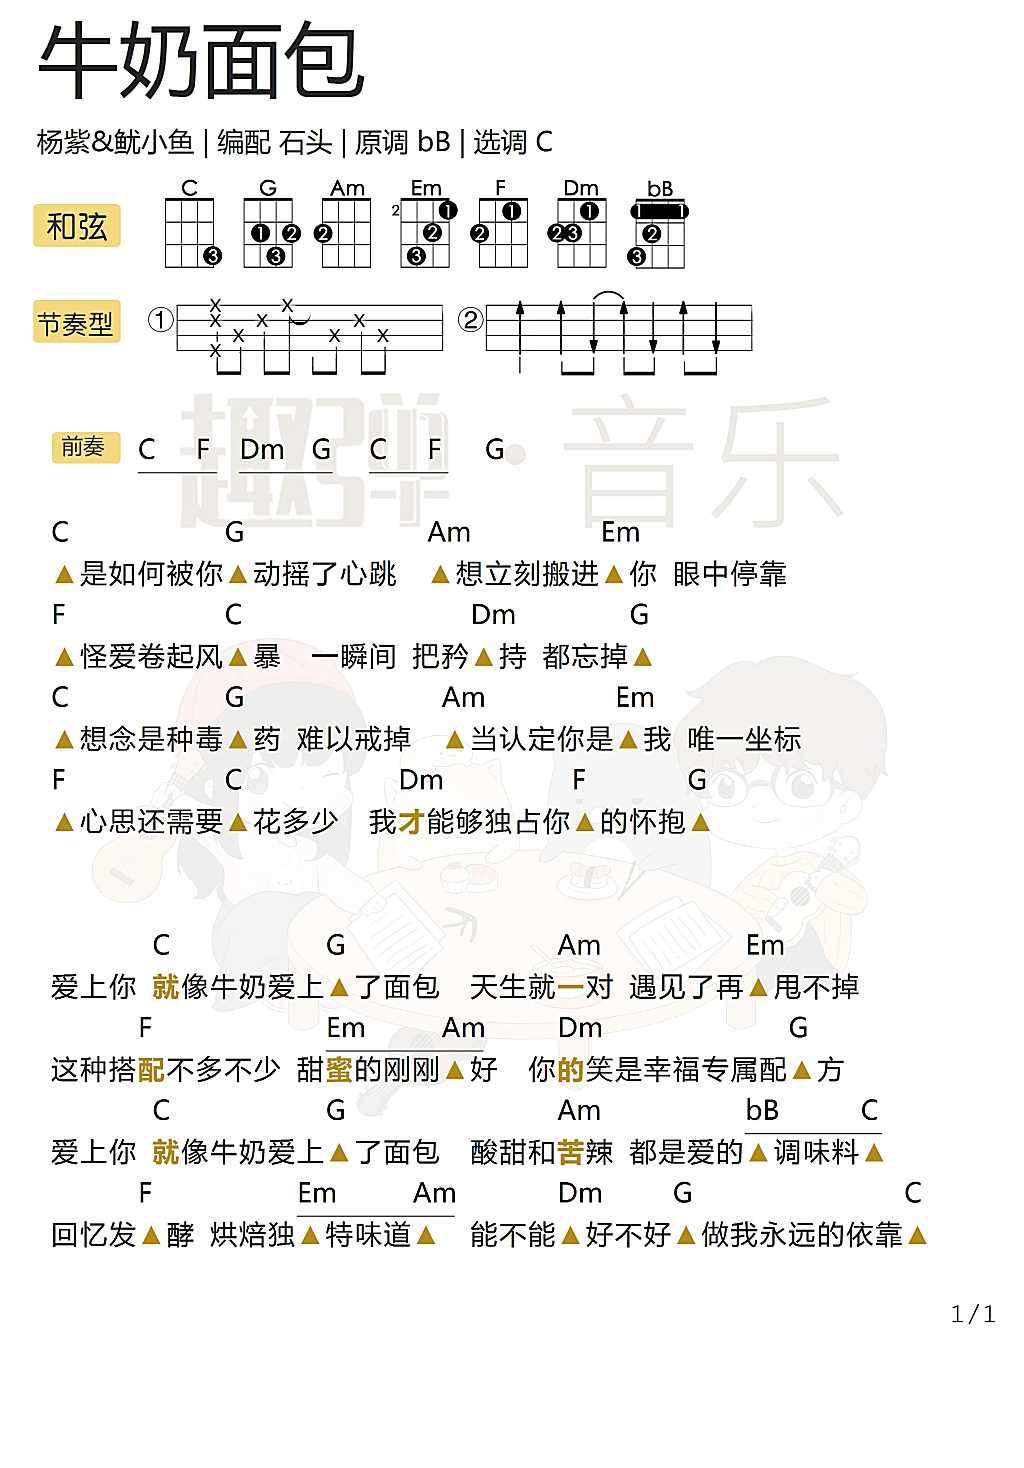 牛奶面包
杨紫&鱿小鱼 | 编配 石头 | 原调 bB | 选调 C
C G Am Em F Dm bB
和弦
2
节奏型 ① ②
趣弹·音乐
前奏 C F Dm G C F G
C G Am Em
▲是如何被你▲动摇了心跳 ▲想立刻搬进▲你 眼中停靠
F C Dm G
▲怪爱卷起风▲暴 一瞬间 把矜▲持 都忘掉▲
C G Am Em
▲想念是种毒▲药 难以戒掉 ▲当认定你是▲我 唯一坐标
F C Dm F G
▲心思还需要▲花多少 我才能够独占你▲的怀抱▲
C G Am Em
爱上你 就像牛奶爱上▲了面包 天生就一对 遇见了再▲甩不掉
F Em Am Dm G
这种搭配不多不少 甜蜜的刚刚▲好 你的笑是幸福专属配▲方
C G Am bB C
爱上你 就像牛奶爱上▲了面包 酸甜和苦辣 都是爱的▲调味料▲
F Em Am Dm G C
回忆发▲酵 烘焙独▲特味道▲ 能不能▲好不好▲做我永远的依靠▲
1/1